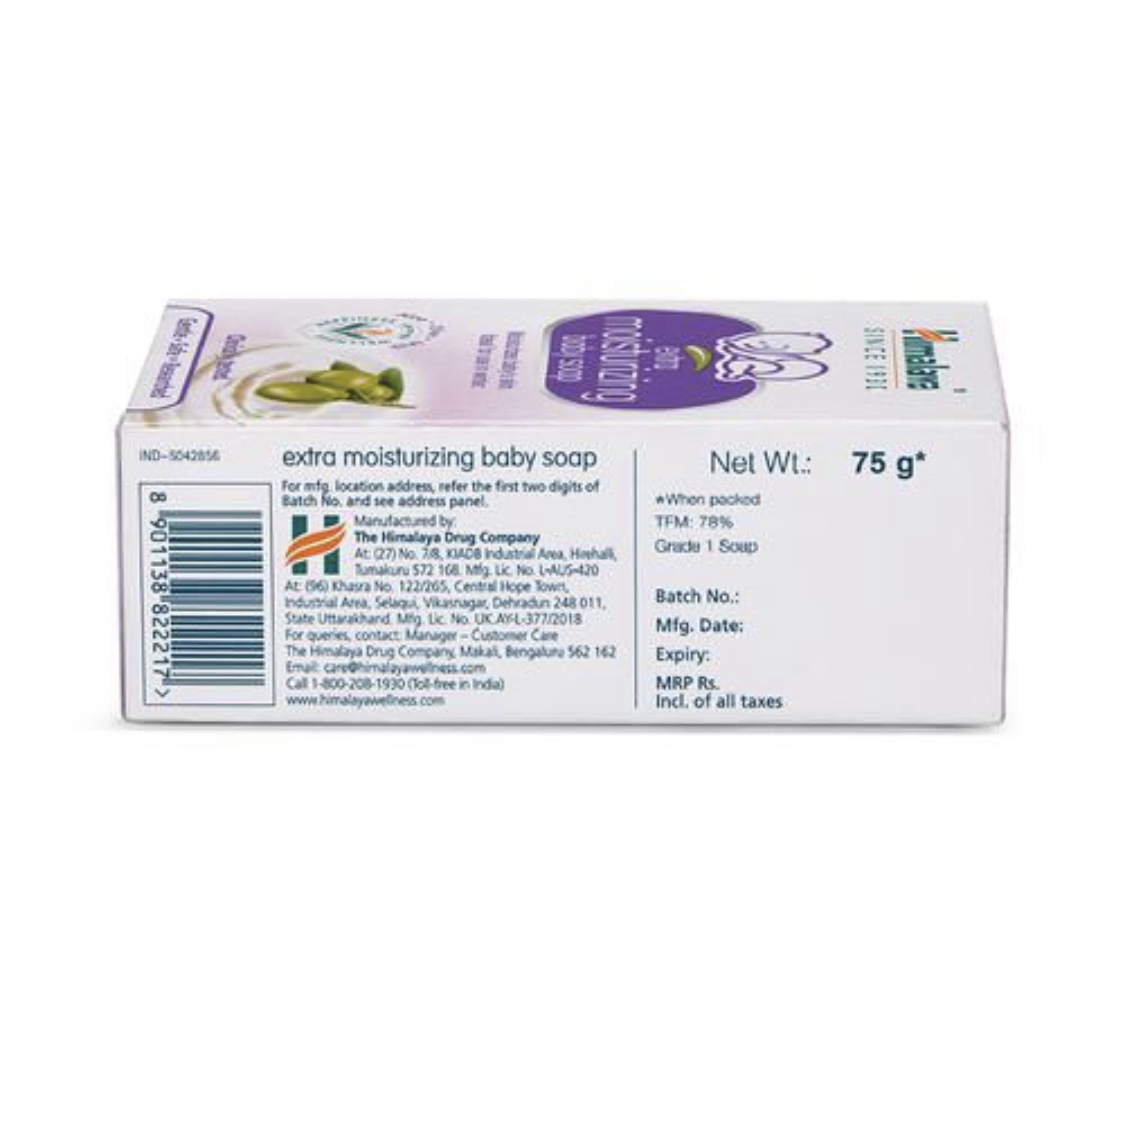 Himalaya
SINCE 1931
extra
moisturizing
baby soap
Gentle • Safe • Researched
IND-5042856
8 901138 822217 >
extra moisturizing baby soap
For mfg. location address, refer the first two digits of
Batch No. and see address panel.
Manufactured by:
The Himalaya Drug Company
At: (27) No. 7/8, KIADB Industrial Area, Hirehalli,
Tumakuru 572 168. Mfg. Lic. No. L-AUS-420
At: (96) Khasra No. 122/265, Central Hope Town,
Industrial Area, Selaqui, Vikasnagar, Dehradun 248 011,
State Uttarakhand. Mfg. Lic. No. UK.AY-L-377/2018
For queries, contact: Manager – Customer Care
The Himalaya Drug Company, Makali, Bengaluru 562 162
Email: care@himalayawellness.com
Call 1-800-208-1930 (Toll-free in India)
www.himalayawellness.com
Net Wt.: 75 g*
*When packed
TFM: 78%
Grade 1 Soap
Batch No.:
Mfg. Date:
Expiry:
MRP Rs.
Incl. of all taxes